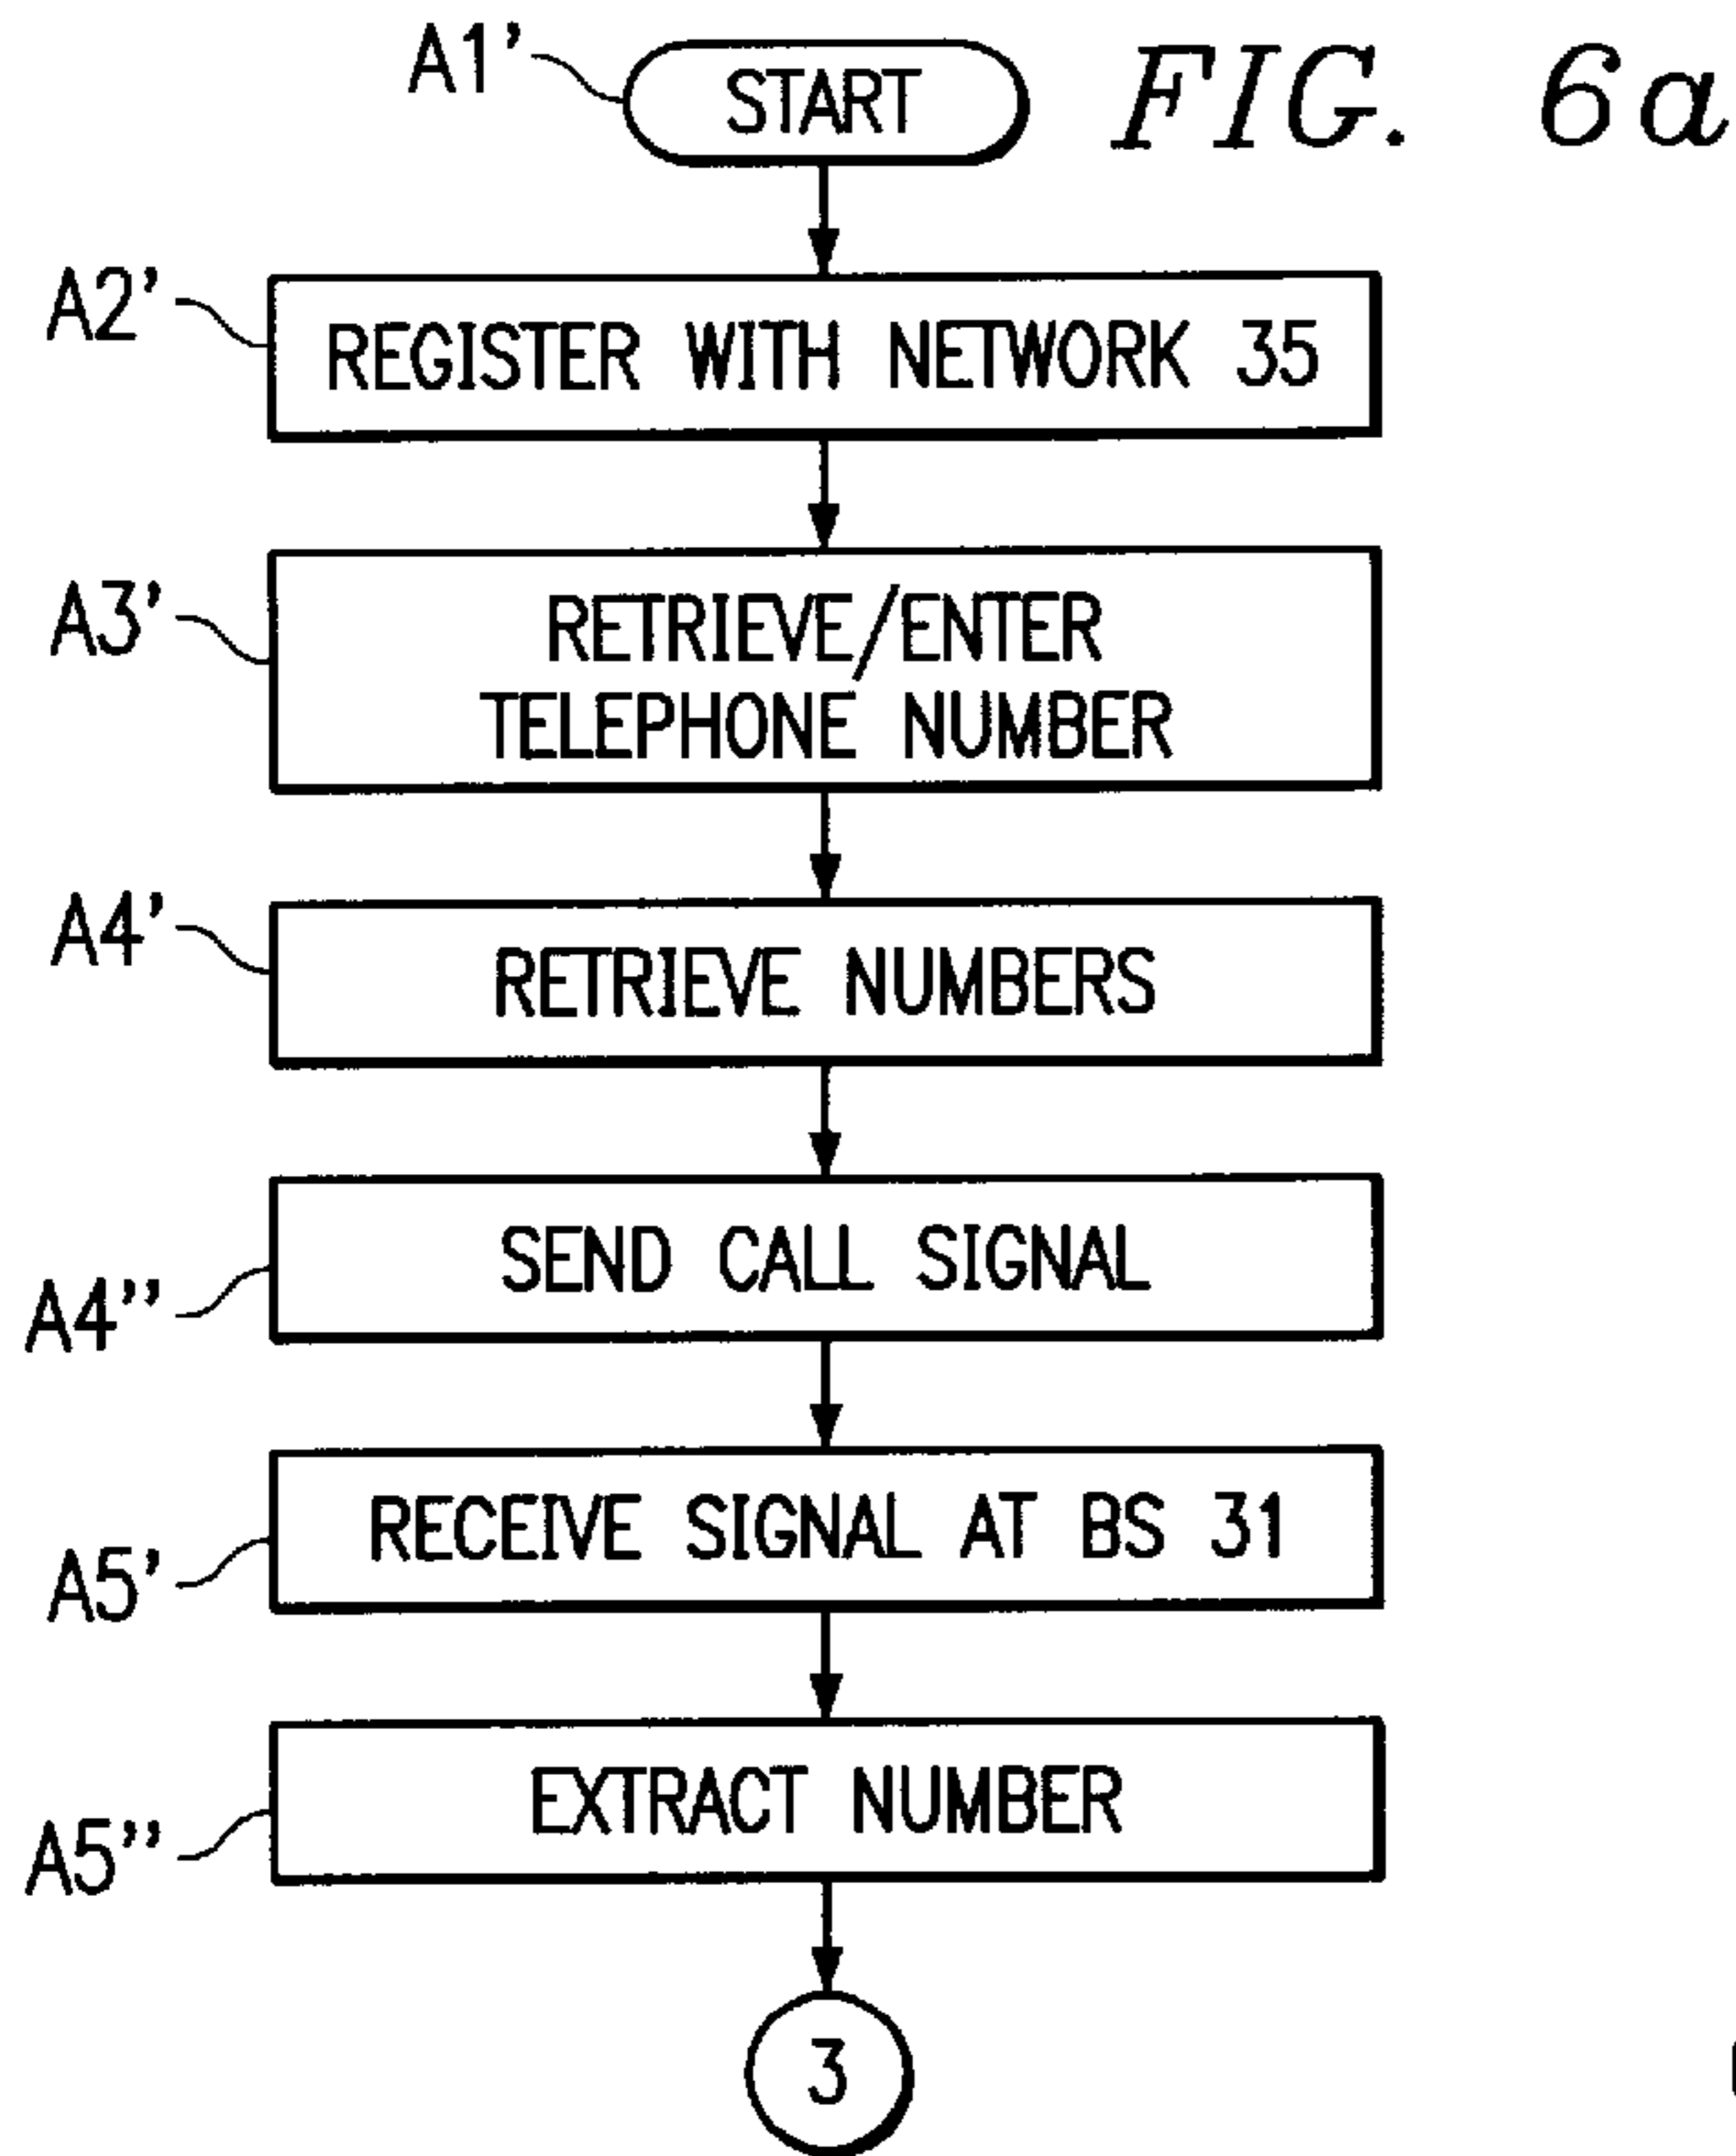 A1'
START
FIG. 6a
A2'
REGISTER WITH NETWORK 35
A3'
RETRIEVE/ENTER
TELEPHONE NUMBER
A4'
RETRIEVE NUMBERS
SEND CALL SIGNAL
A4"
RECEIVE SIGNAL AT BS 31
A5'
EXTRACT NUMBER
A5"
3